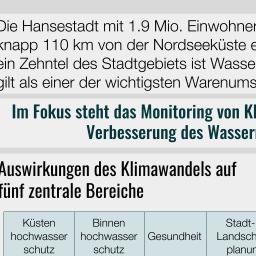 Die Hansestadt mit 1.9 Mio. Einwohner
knapp 110 km von der Nordseeküste e
ein Zehntel des Stadtgebiets ist Wasse
gilt als einer der wichtigsten Warenums
Im Fokus steht das Monitoring von Kl
Verbesserung des Wasser
Auswirkungen des Klimawandels auf
fünf zentrale Bereiche
Küsten
hochwasser
schutz
Binnen
hochwasser
schutz
Gesundheit
Stadt-
Landsch
planun